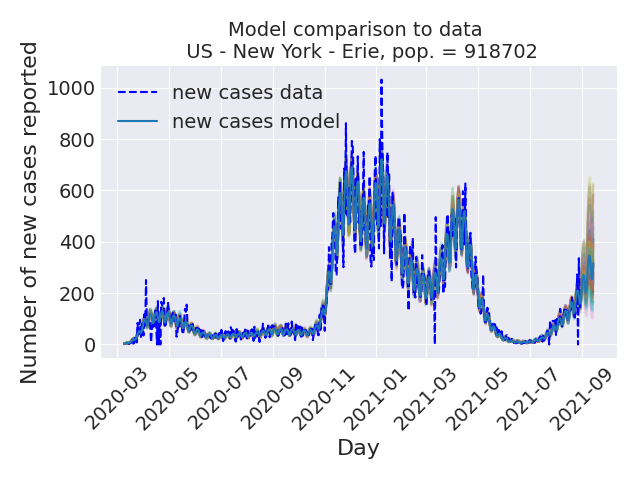 Model comparison to data
US - New York - Erie, pop. = 918702
Number of new cases reported
1000
800
600
400
200
0
new cases data
new cases model
2020-03
2020-05
2020-07
2020-09
2020-11
2021-01
2021-03
2021-05
2021-07
2021-09
Day